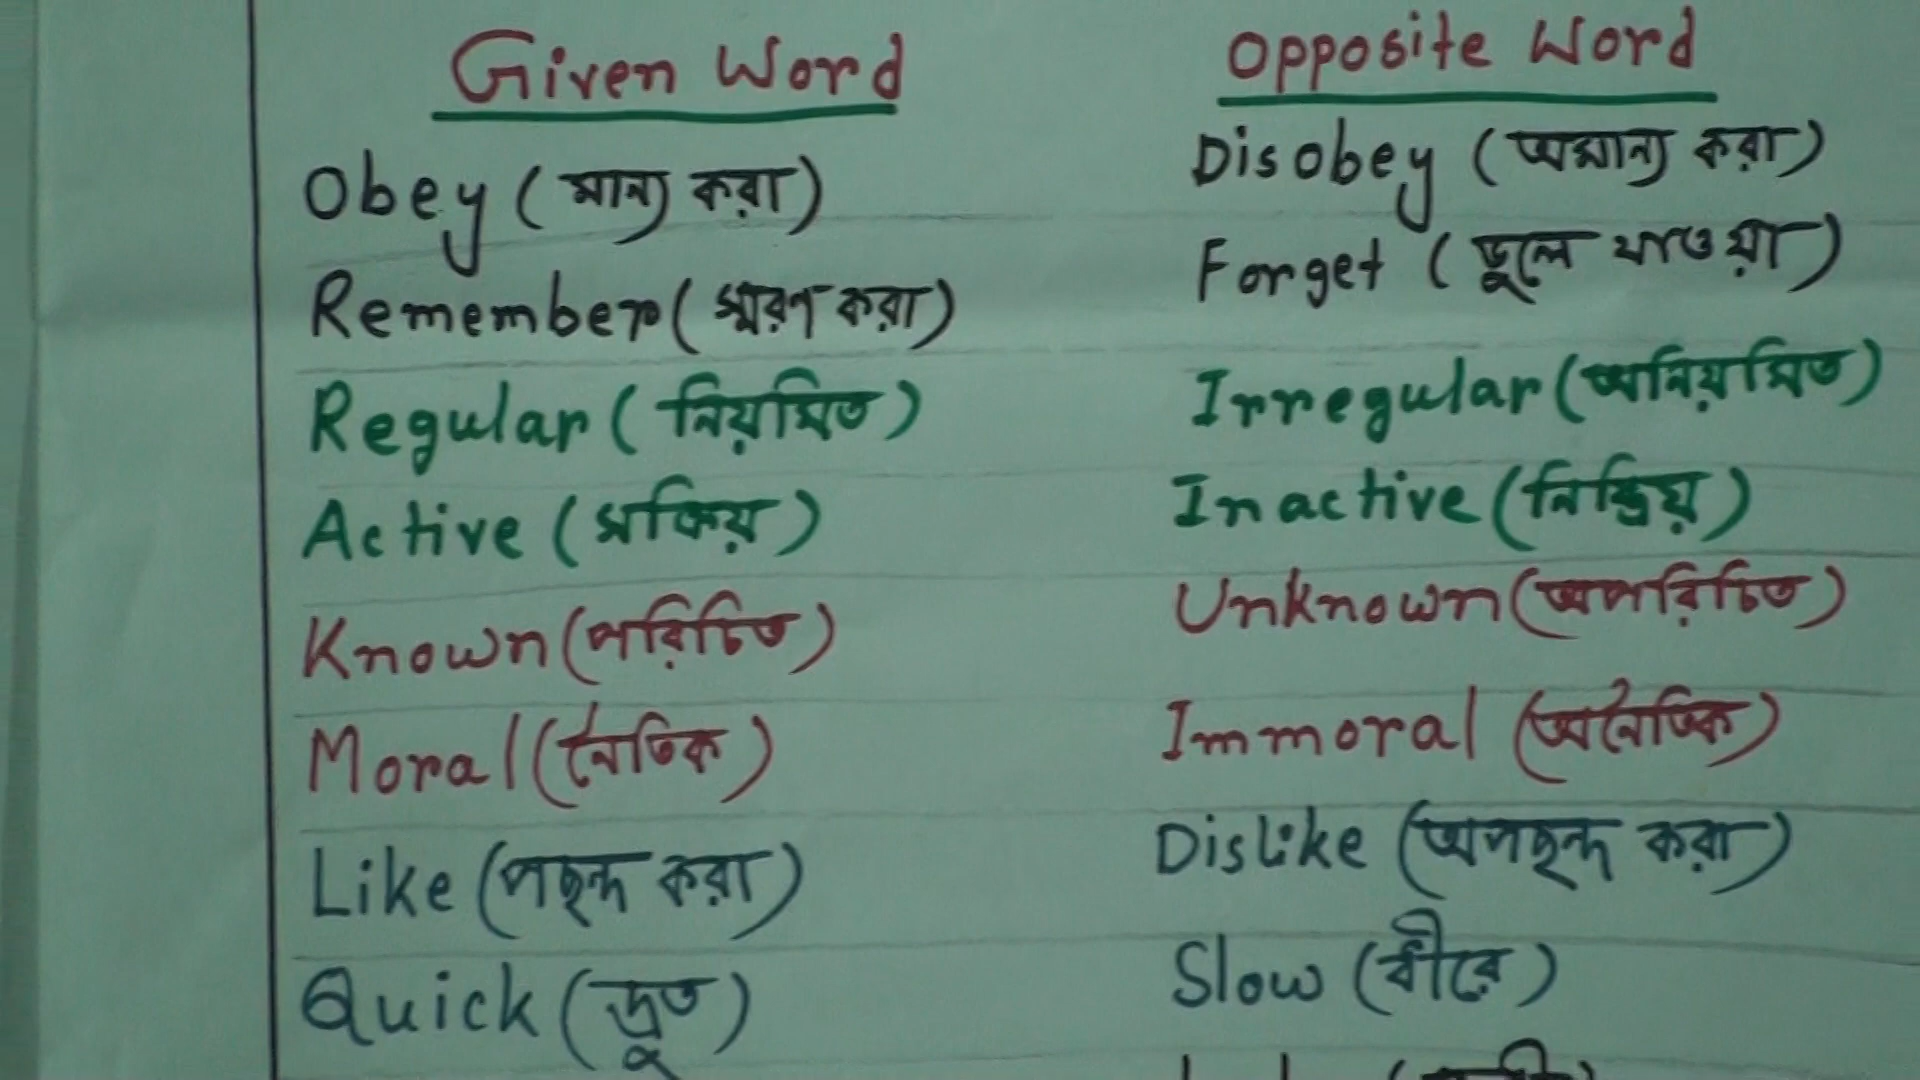 Given Word    Opposite Word
Obey (মান্য করা)    Disobey (অমান্য করা)
Remember (স্মরণ করা)    Forget (ভুলে যাওয়া)
Regular (নিয়মিত)    Irregular (অনিয়মিত)
Active (সক্রিয়)    Inactive (নিষ্ক্রিয়)
Known (পরিচিত)    Unknown (অপরিচিত)
Moral (নৈতিক)    Immoral (অনৈতিক)
Like (পছন্দ করা)    Dislike (অপছন্দ করা)
Quick (দ্রুত)    Slow (ধীরে)